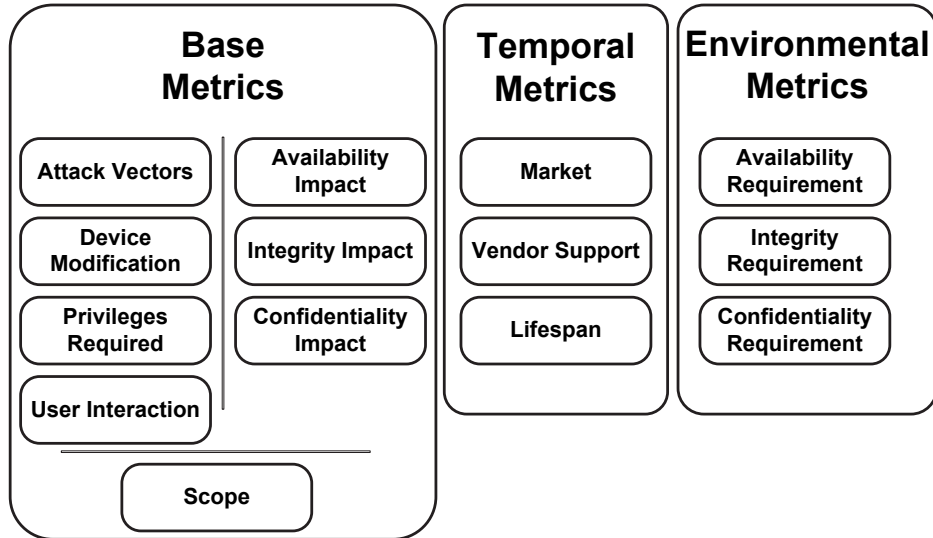 Base
Metrics
Attack Vectors
Device
Modification
Privileges
Required
User Interaction
Availability
Impact
Integrity Impact
Confidentiality
Impact
Scope
Temporal
Metrics
Market
Vendor Support
Lifespan
Environmental
Metrics
Availability
Requirement
Integrity
Requirement
Confidentiality
Requirement